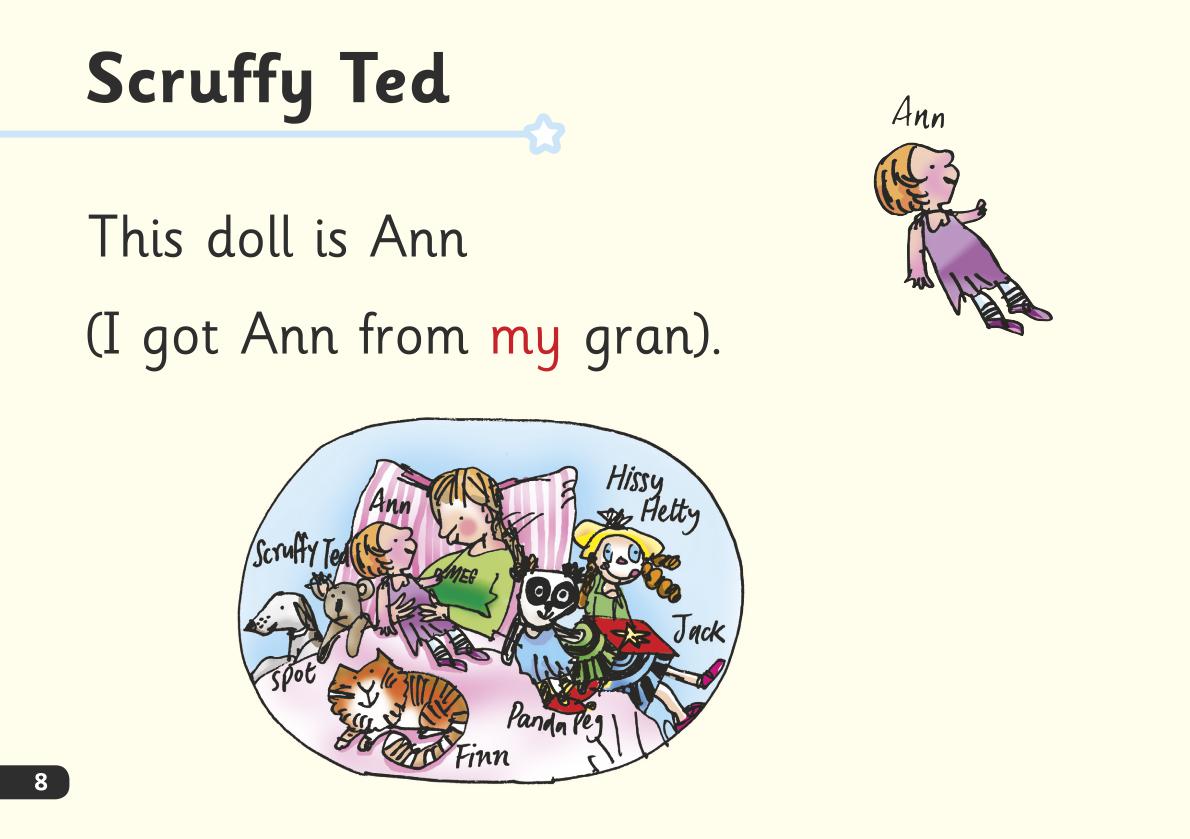 Scruffy Ted
Ann
This doll is Ann
(I got Ann from my gran).
Hissy
Hetty
Ann
Scruffy Ted
MEG
Jack
spot
Panda Peg
Finn
8